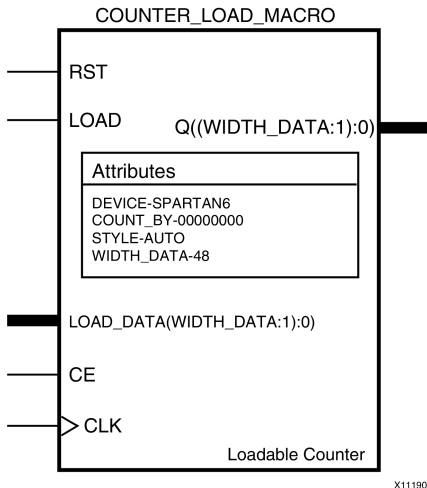 COUNTER_LOAD_MACRO
RST
LOAD
Q((WIDTH_DATA:1):0)
Attributes
DEVICE-SPARTAN6
COUNT_BY-00000000
STYLE-AUTO
WIDTH_DATA-48
LOAD_DATA(WIDTH_DATA:1):0)
CE
CLK
Loadable Counter
X11190